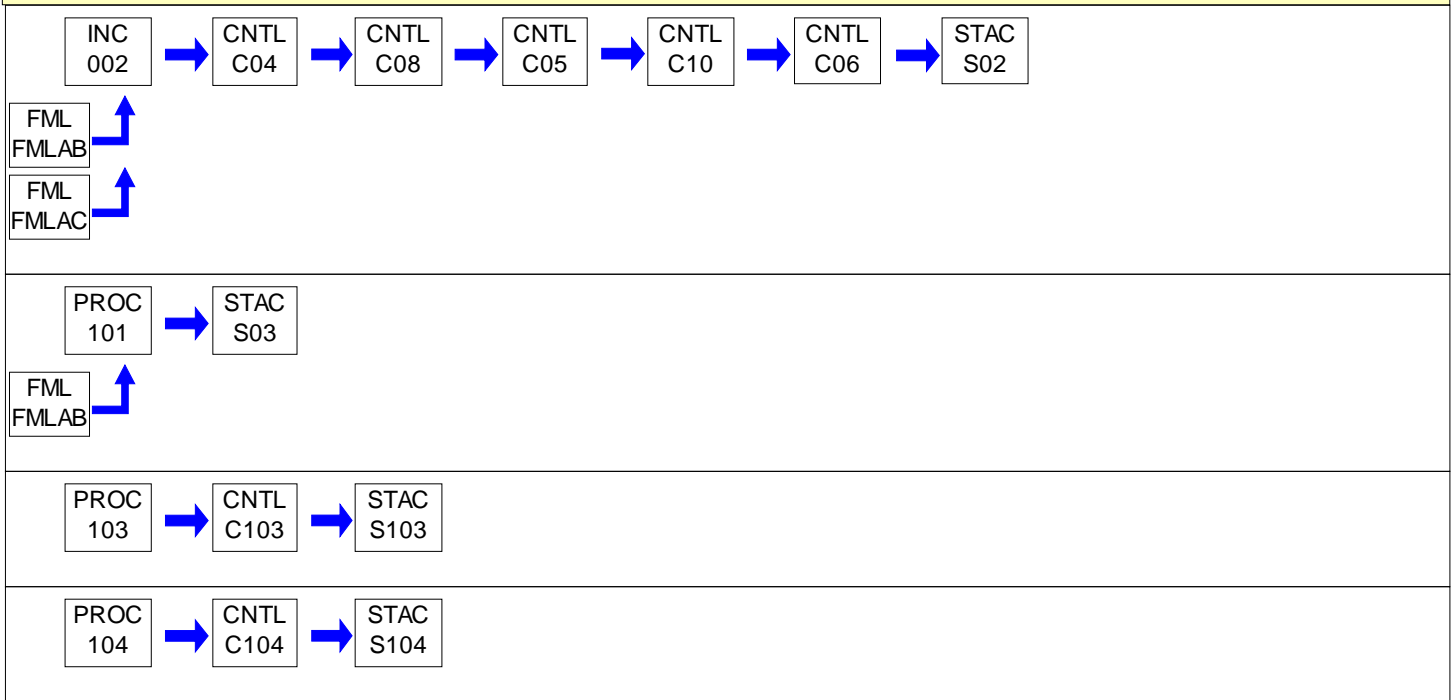 INC
002
CNTL
C04
CNTL
C08
CNTL
C05
CNTL
C10
CNTL
C06
STAC
S02
FML
FMLAB
FML
FMLAC
PROC
101
STAC
S03
FML
FMLAB
PROC
103
CNTL
C103
STAC
S103
PROC
104
CNTL
C104
STAC
S104